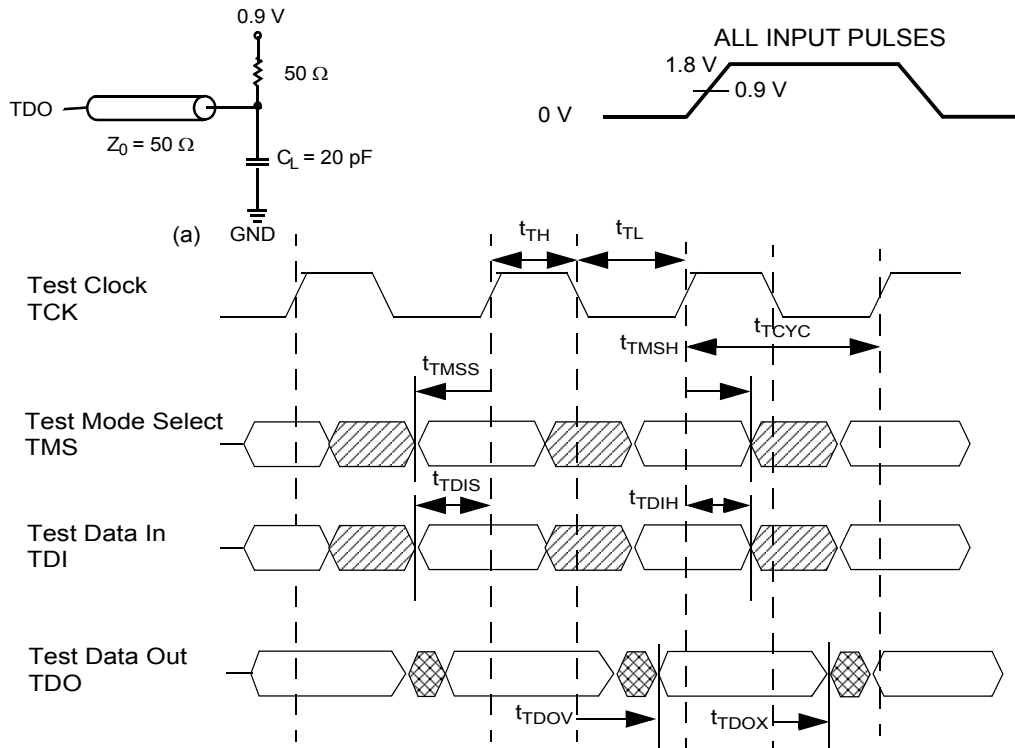 0.9 V
50 Ω
TDO
Z0 = 50 Ω
CL = 20 pF
(a) GND
ALL INPUT PULSES
1.8 V
0.9 V
0 V
tTH
tTL
Test Clock
TCK
tTMSH
tTCYC
tTMSS
Test Mode Select
TMS
tTDIS
tTDIH
Test Data In
TDI
Test Data Out
TDO
tTDOV
tTDOX